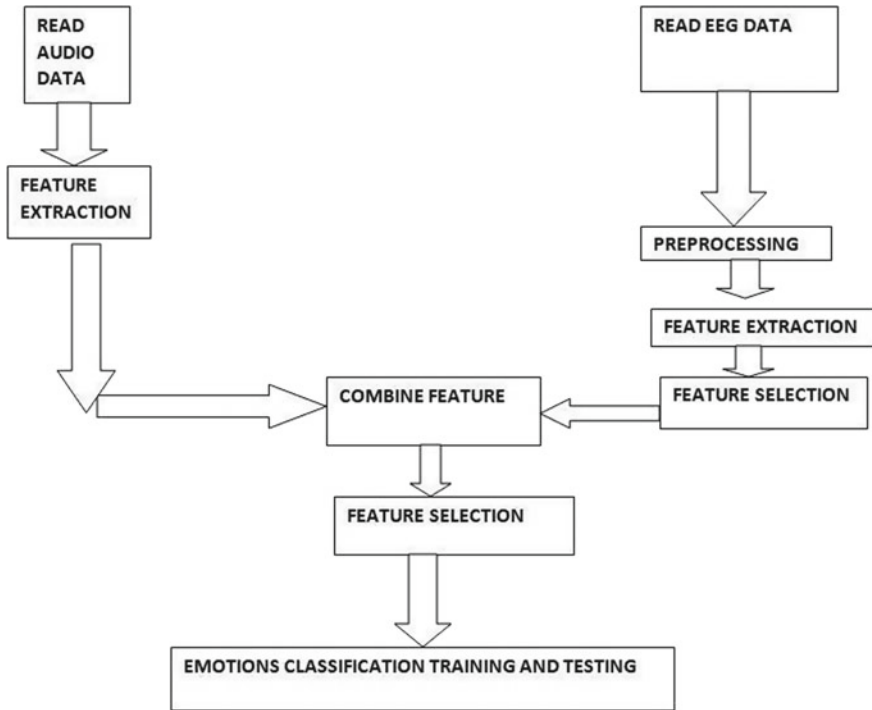 READ
AUDIO
DATA
READ EEG DATA
FEATURE
EXTRACTION
PREPROCESSING
FEATURE EXTRACTION
FEATURE SELECTION
COMBINE FEATURE
FEATURE SELECTION
EMOTIONS CLASSIFICATION TRAINING AND TESTING